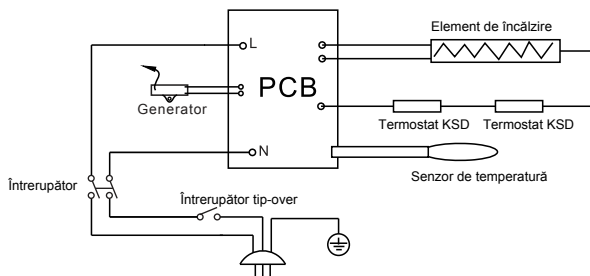 Element de încălzire
L
PCB
Generator
Termostat KSD
Termostat KSD
N
Senzor de temperatură
Întrerupător
Întrerupător tip-over